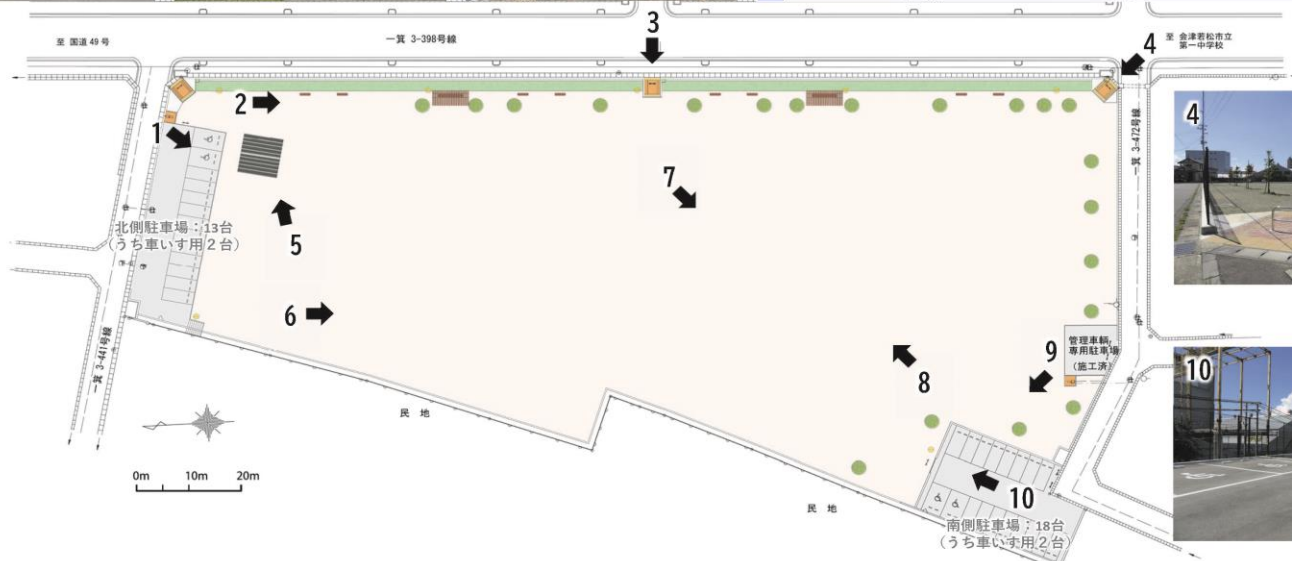 至 国道49号
一箕 3-398号線
3
至 会津若松市立
第一中学校
4
2
1
一箕 3-472号線
4
7
北側駐車場：13台
（うち車いす用２台）
5
6
一箕 3-441号線
管理車輌
専用駐車場
（施工済）
9
8
民 地
10
0m 10m 20m
10
民 地
南側駐車場：18台
（うち車いす用２台）